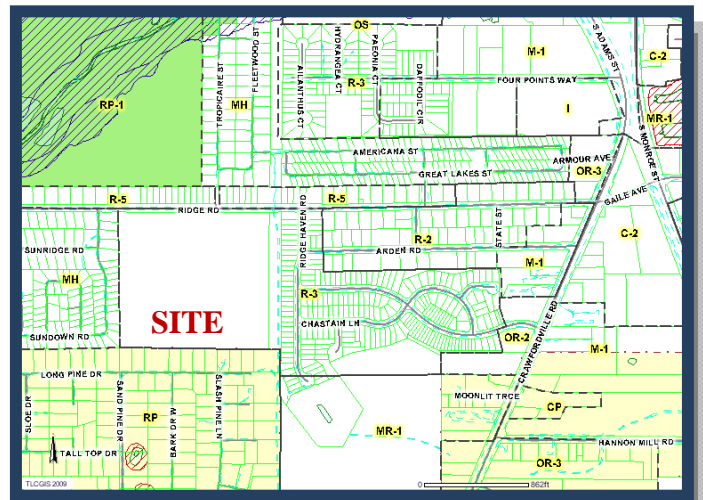 OS
S ADAMS ST
FLEETWOOD ST
HYDRANGEA CT
PAEONIA CT
M-1
C-2
TROPICAIRE ST
AILANTHUS CT
DAFFODIL CIR
R-3
FOUR POINTS WAY
RP-1
MH
I
MR-1
S MONROE ST
AMERICANA ST
ARMOUR AVE
GREAT LAKES ST
OR-3
R-5
R-5
GAILE AVE
RIDGE RD
RIDGE HAVEN RD
STATE ST
C-2
SUNRIDGE RD
R-2
ARDEN RD
M-1
MH
R-3
SITE
CHASTAIN LN
SUNDOWN RD
OR-2
CRAWFORDVILLE RD
M-1
LONG PINE DR
SLOE DR
SAND PINE DR
BARK DR W
SLASH PINE LN
RP
MOONLIT TRCE
CP
MR-1
HANNON MILL RD
TALL TOP DR
OR-3
TLCGIS 2009
0 862ft